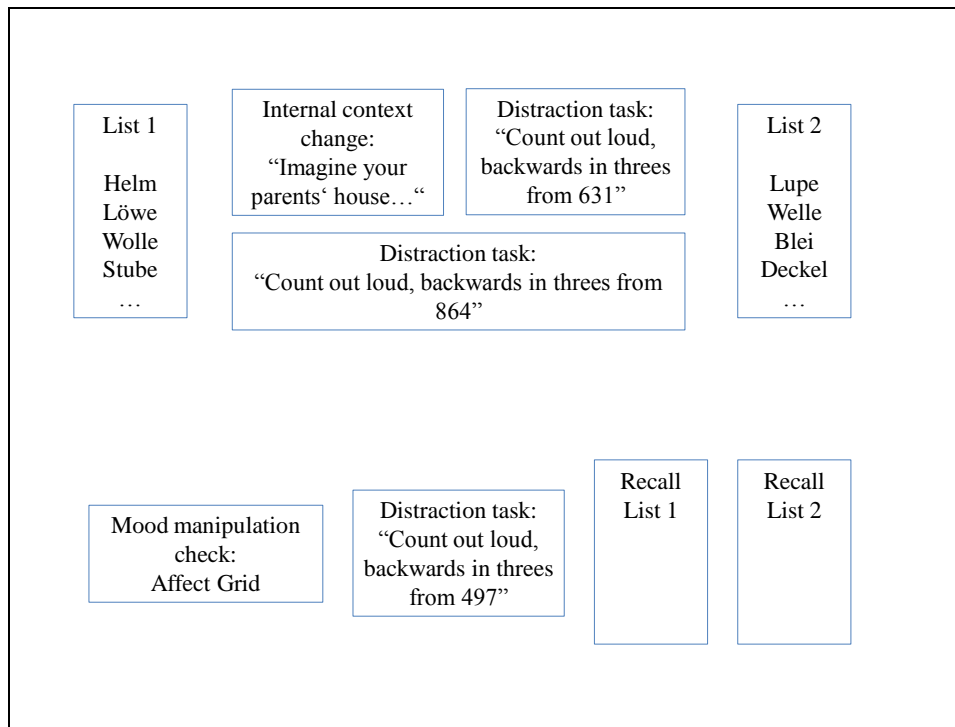 List 1
Helm
Löwe
Wolle
Stube
…
Internal context
change:
“Imagine your
parents‘ house…“
Distraction task:
“Count out loud,
backwards in threes
from 631”
Distraction task:
“Count out loud, backwards in threes from
864”
List 2
Lupe
Welle
Blei
Deckel
…
Mood manipulation
check:
Affect Grid
Distraction task:
“Count out loud,
backwards in threes
from 497”
Recall
List 1
Recall
List 2